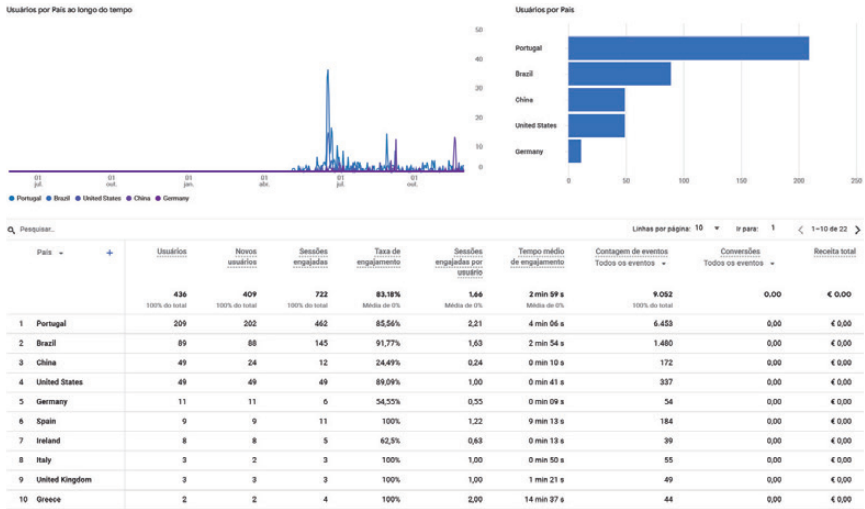 Usuários por País ao longo do tempo
50
40
30
20
10
0
01 jul.
01 out.
01 jan.
01 abr.
01 jul.
01 out.
Portugal Brazil United States China Germany
Usuários por País
Portugal
Brazil
China
United States
Germany
0 50 100 150 200 250
Pesquisar.. Linhas por página: 10 Ir para: 1 1-10 de 22
País + Usuários Novos usuários Sessões engajadas Taxa de engajamento Sessões engajadas por usuário Tempo médio de engajamento Contagem de eventos Todos os eventos Conversões Todos os eventos Receita total
436 409 722 83,18% 1,66 2 min 59 s 9.052 0,00 € 0,00
100% do total 100% do total 100% do total Média de 0% Média de 0% Média de 0% 100% do total
1 Portugal 209 202 462 85,56% 2,21 4 min 06 s 6.453 0,00 € 0,00
2 Brazil 89 88 145 91,77% 1,63 2 min 54 s 1.480 0,00 € 0,00
3 China 49 24 12 24,49% 0,24 0 min 10 s 172 0,00 € 0,00
4 United States 49 49 49 89,09% 1,00 0 min 41 s 337 0,00 € 0,00
5 Germany 11 11 6 54,55% 0,55 0 min 09 s 54 0,00 € 0,00
6 Spain 9 9 11 100% 1,22 9 min 13 s 184 0,00 € 0,00
7 Ireland 8 8 5 62,5% 0,63 0 min 13 s 39 0,00 € 0,00
8 Italy 3 2 3 100% 1,00 0 min 50 s 55 0,00 € 0,00
9 United Kingdom 3 3 3 100% 1,00 1 min 21 s 49 0,00 € 0,00
10 Greece 2 2 4 100% 2,00 14 min 37 s 44 0,00 € 0,00